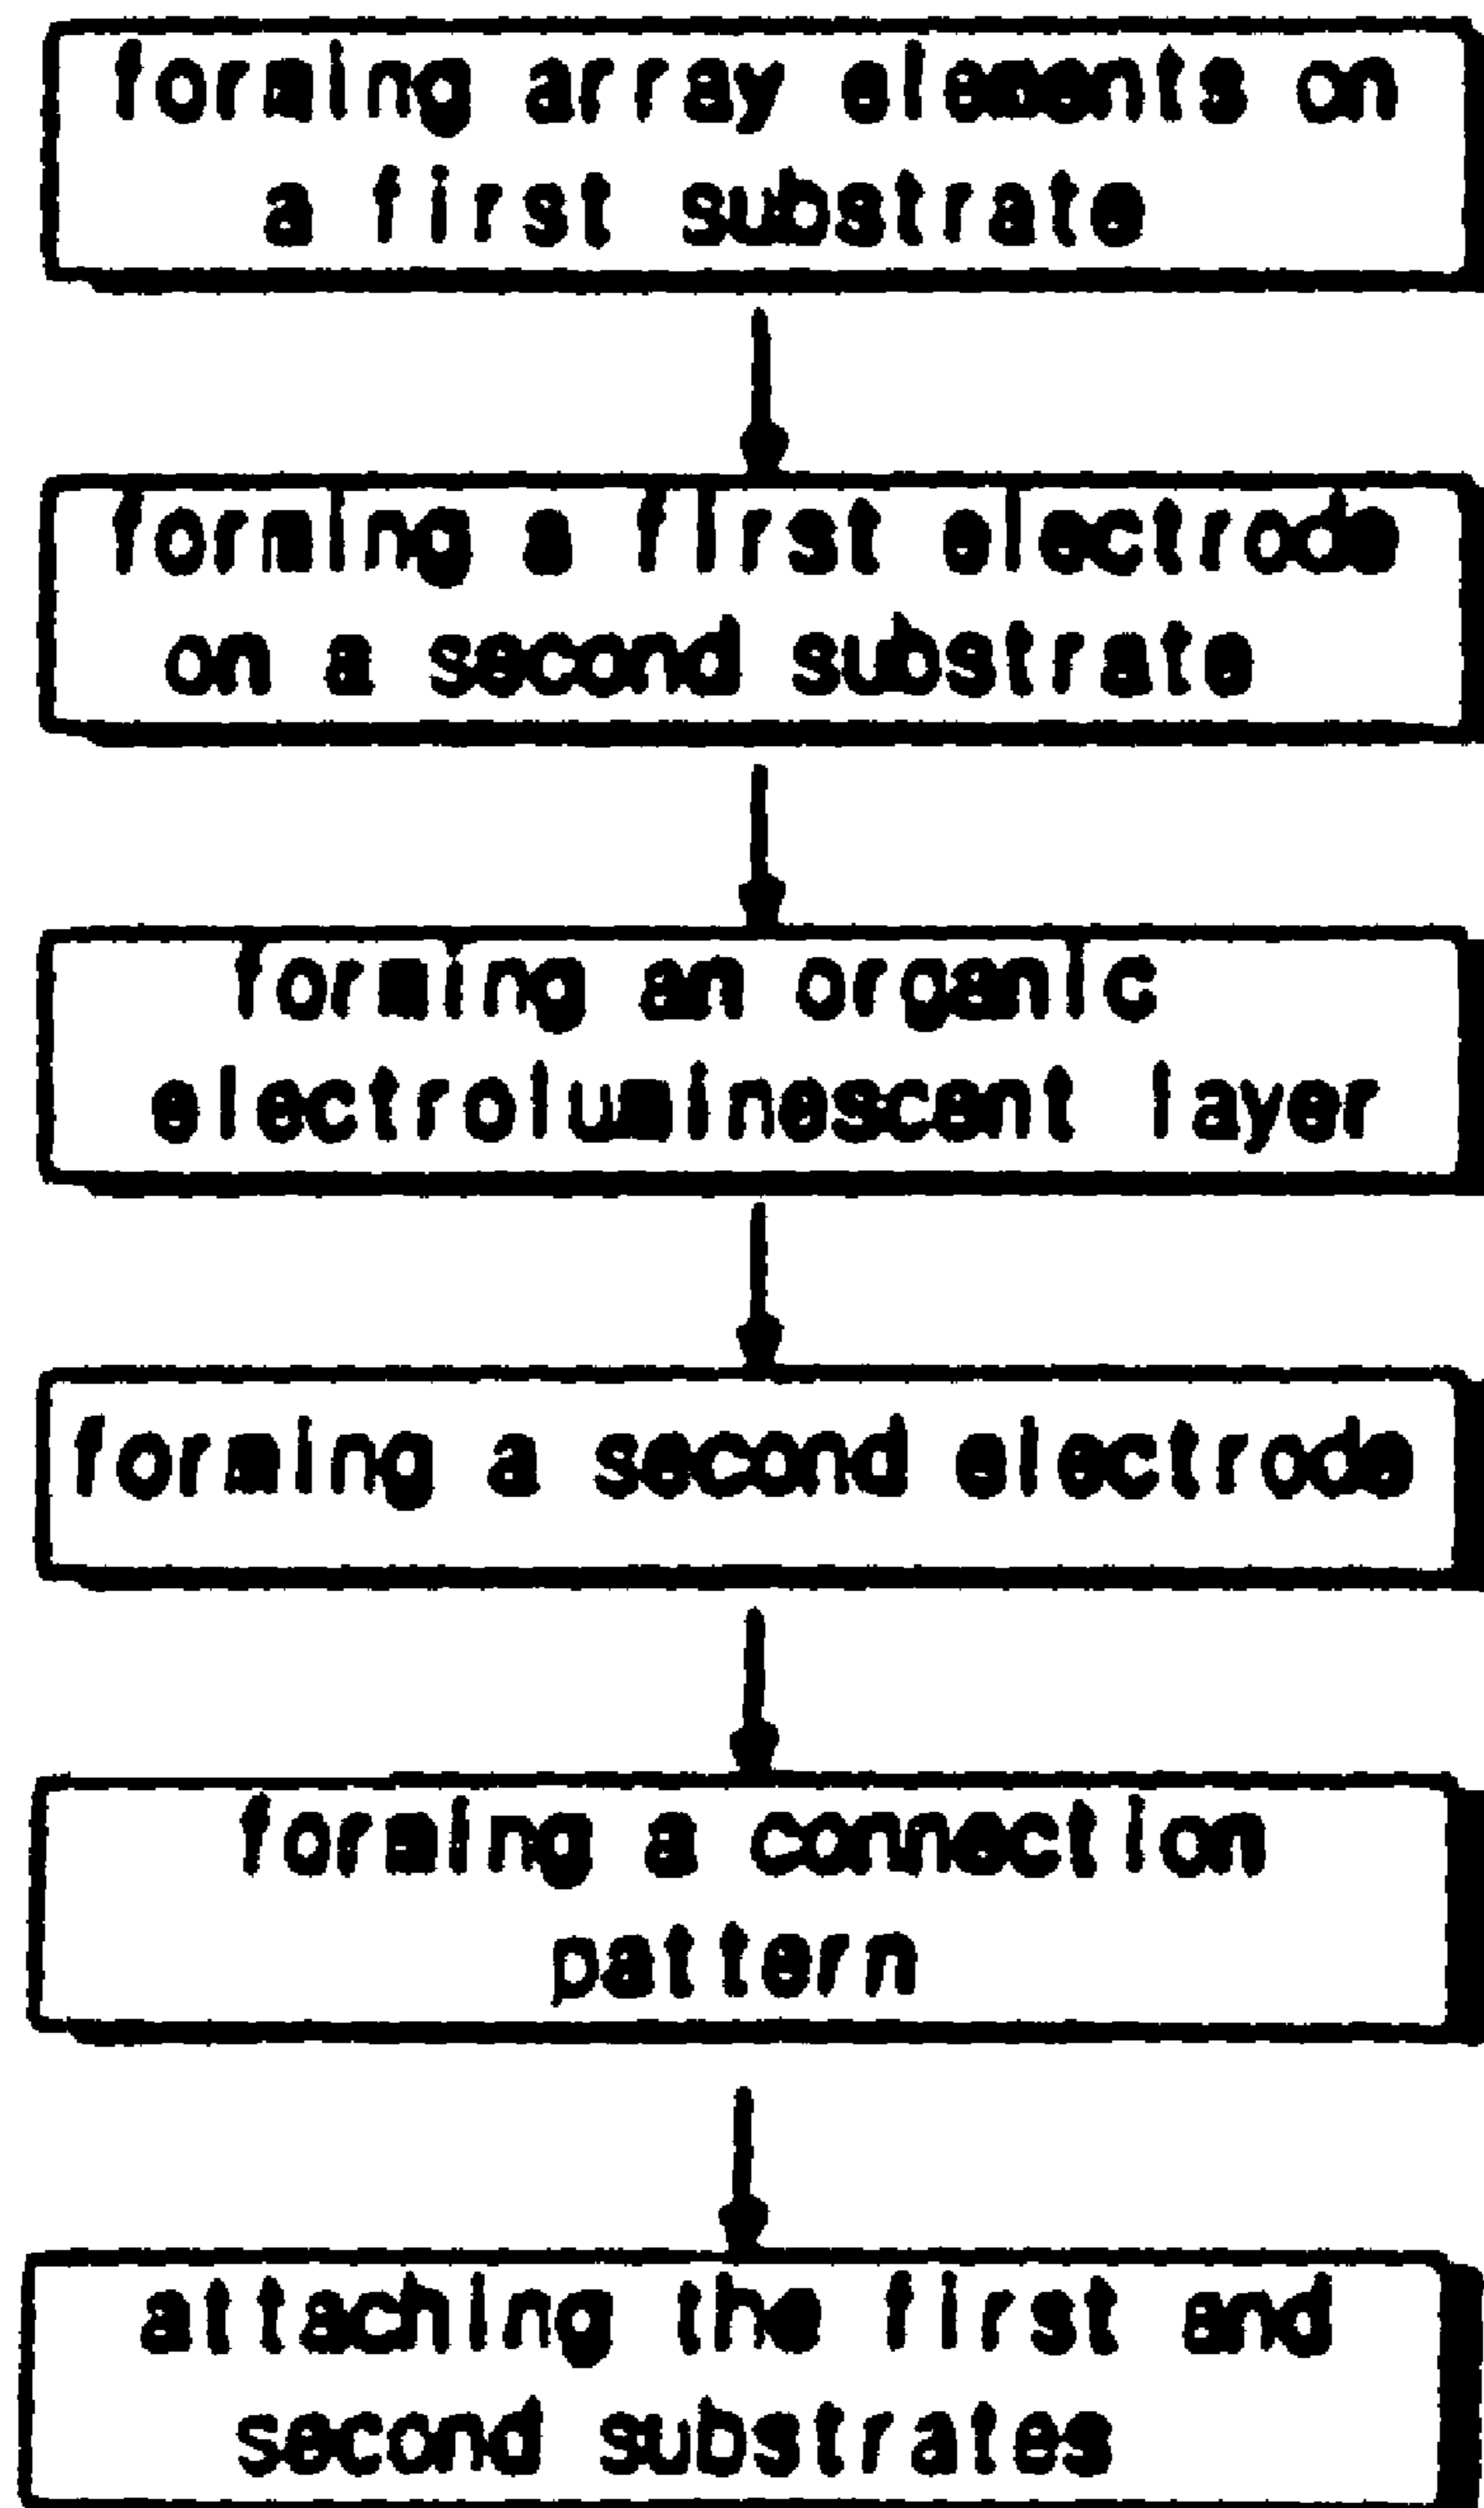 forming array elements on
a first substrate
forming a first electrode
on a second substrate
forming an organic
electroluminescent layer
forming a second electrode
forming a connection
pattern
attaching the first and
second substrates